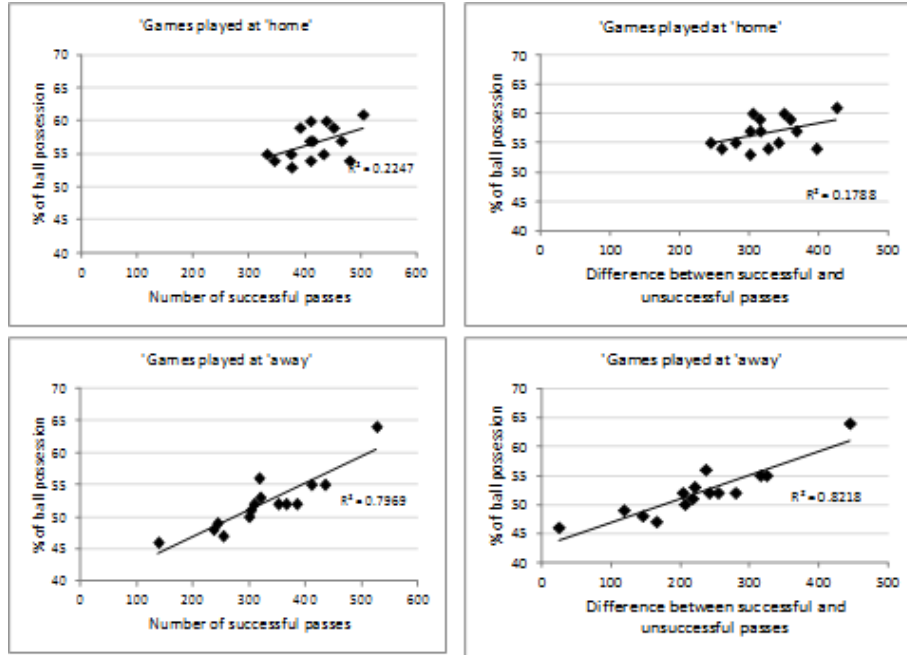 'Games played at 'home'
% of ball possession
70
65
60
55
50
45
40
R² = 0.2247
0 100 200 300 400 500 600
Number of successful passes
'Games played at 'home'
% of ball possession
70
65
60
55
50
45
40
R² = 0.1788
0 100 200 300 400 500
Difference between successful and
unsuccessful passes
'Games played at 'away'
% of ball possession
70
65
60
55
50
45
40
R² = 0.7969
0 100 200 300 400 500 600
Number of successful passes
'Games played at 'away'
% of ball possession
70
65
60
55
50
45
40
R² = 0.8218
0 100 200 300 400 500
Difference between successful and
unsuccessful passes